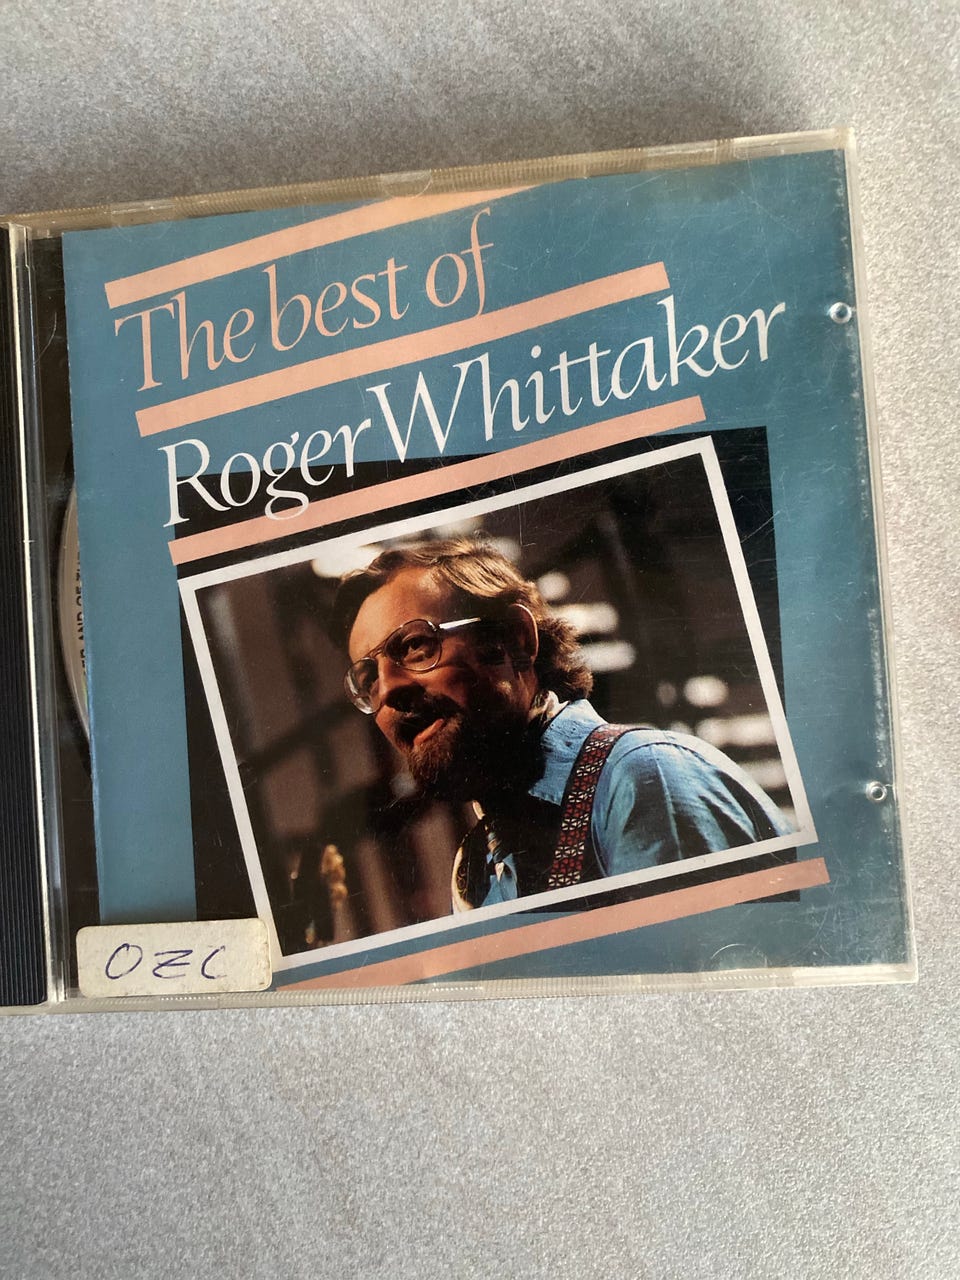 The best of
Roger Whittaker
OZC